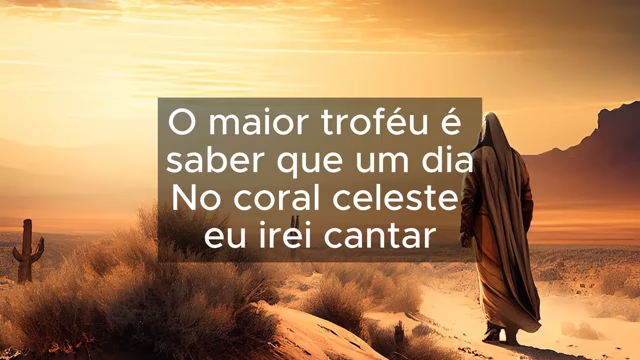 O maior troféu é
saber que um dia
No coral celeste
eu irei cantar